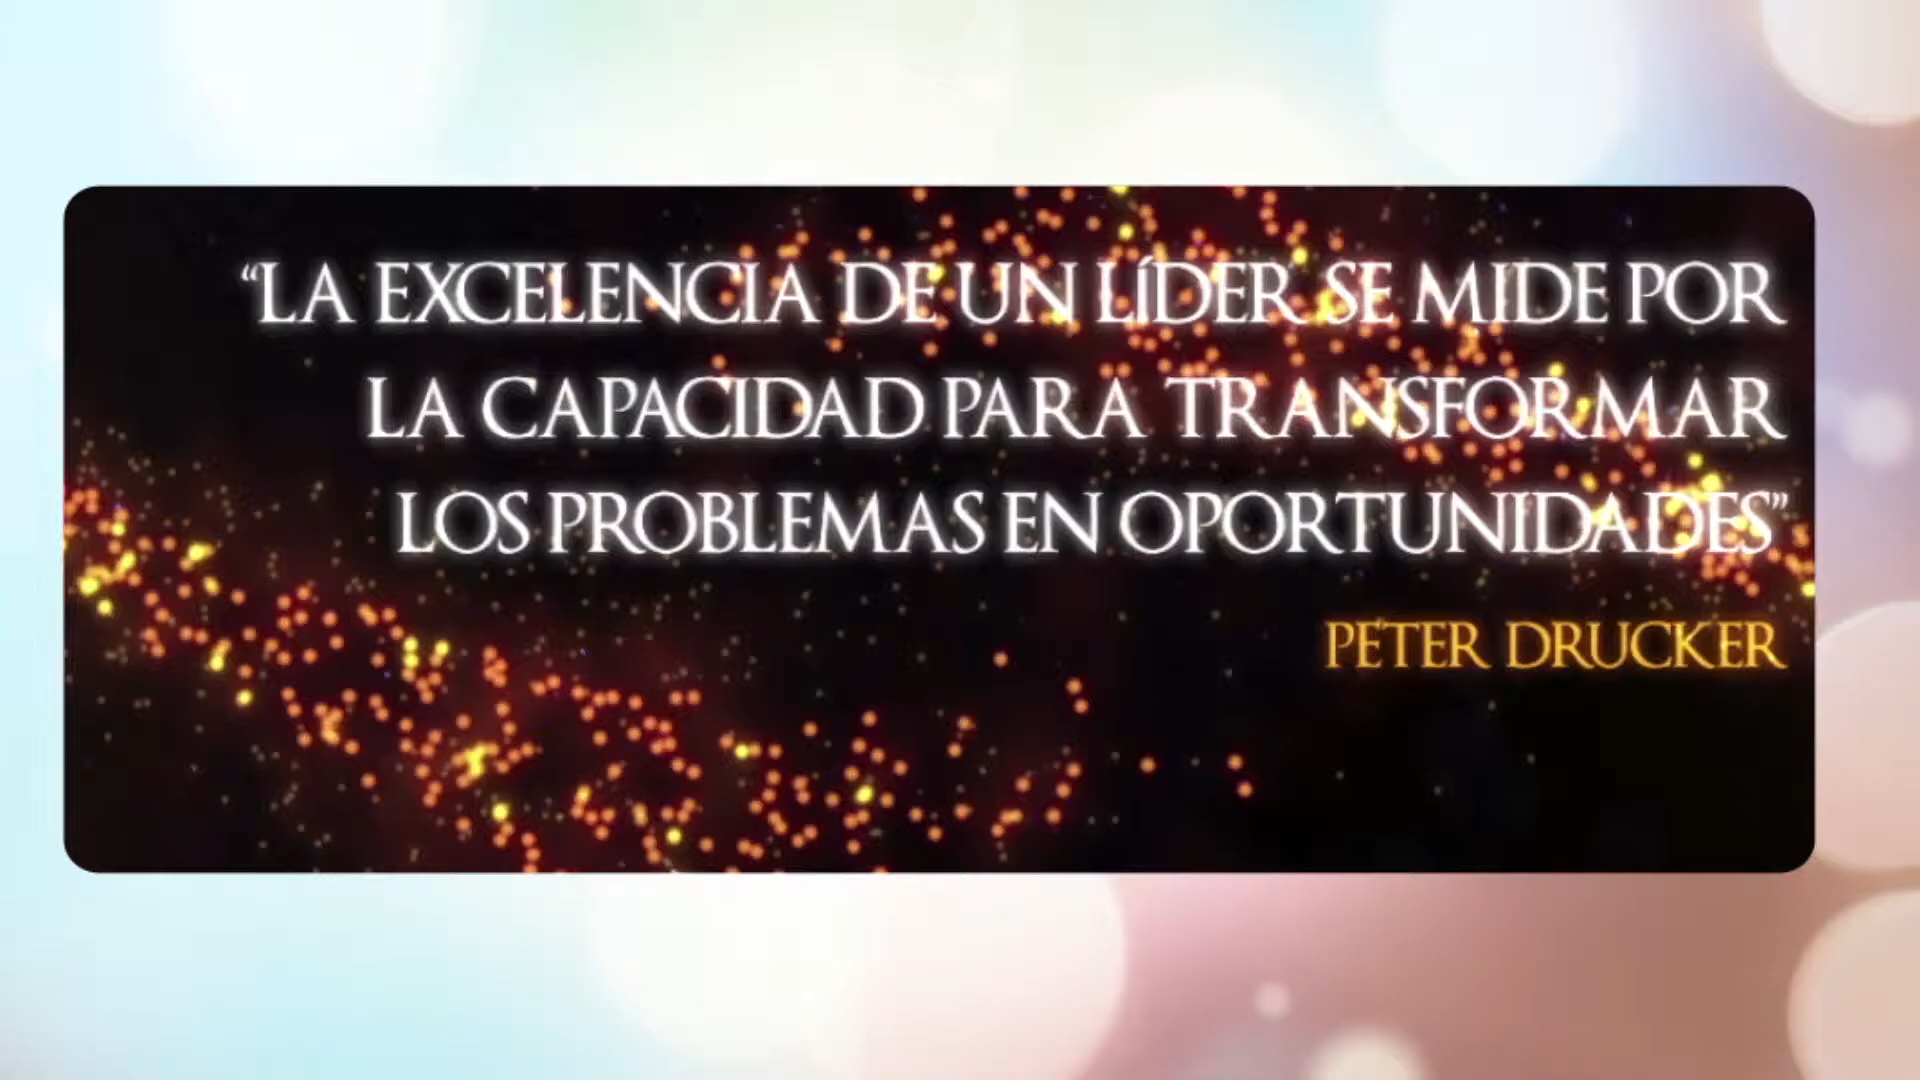 “LA EXCELENCIA DE UN LÍDER SE MIDE POR
LA CAPACIDAD PARA TRANSFORMAR
LOS PROBLEMAS EN OPORTUNIDADES”
PETER DRUCKER